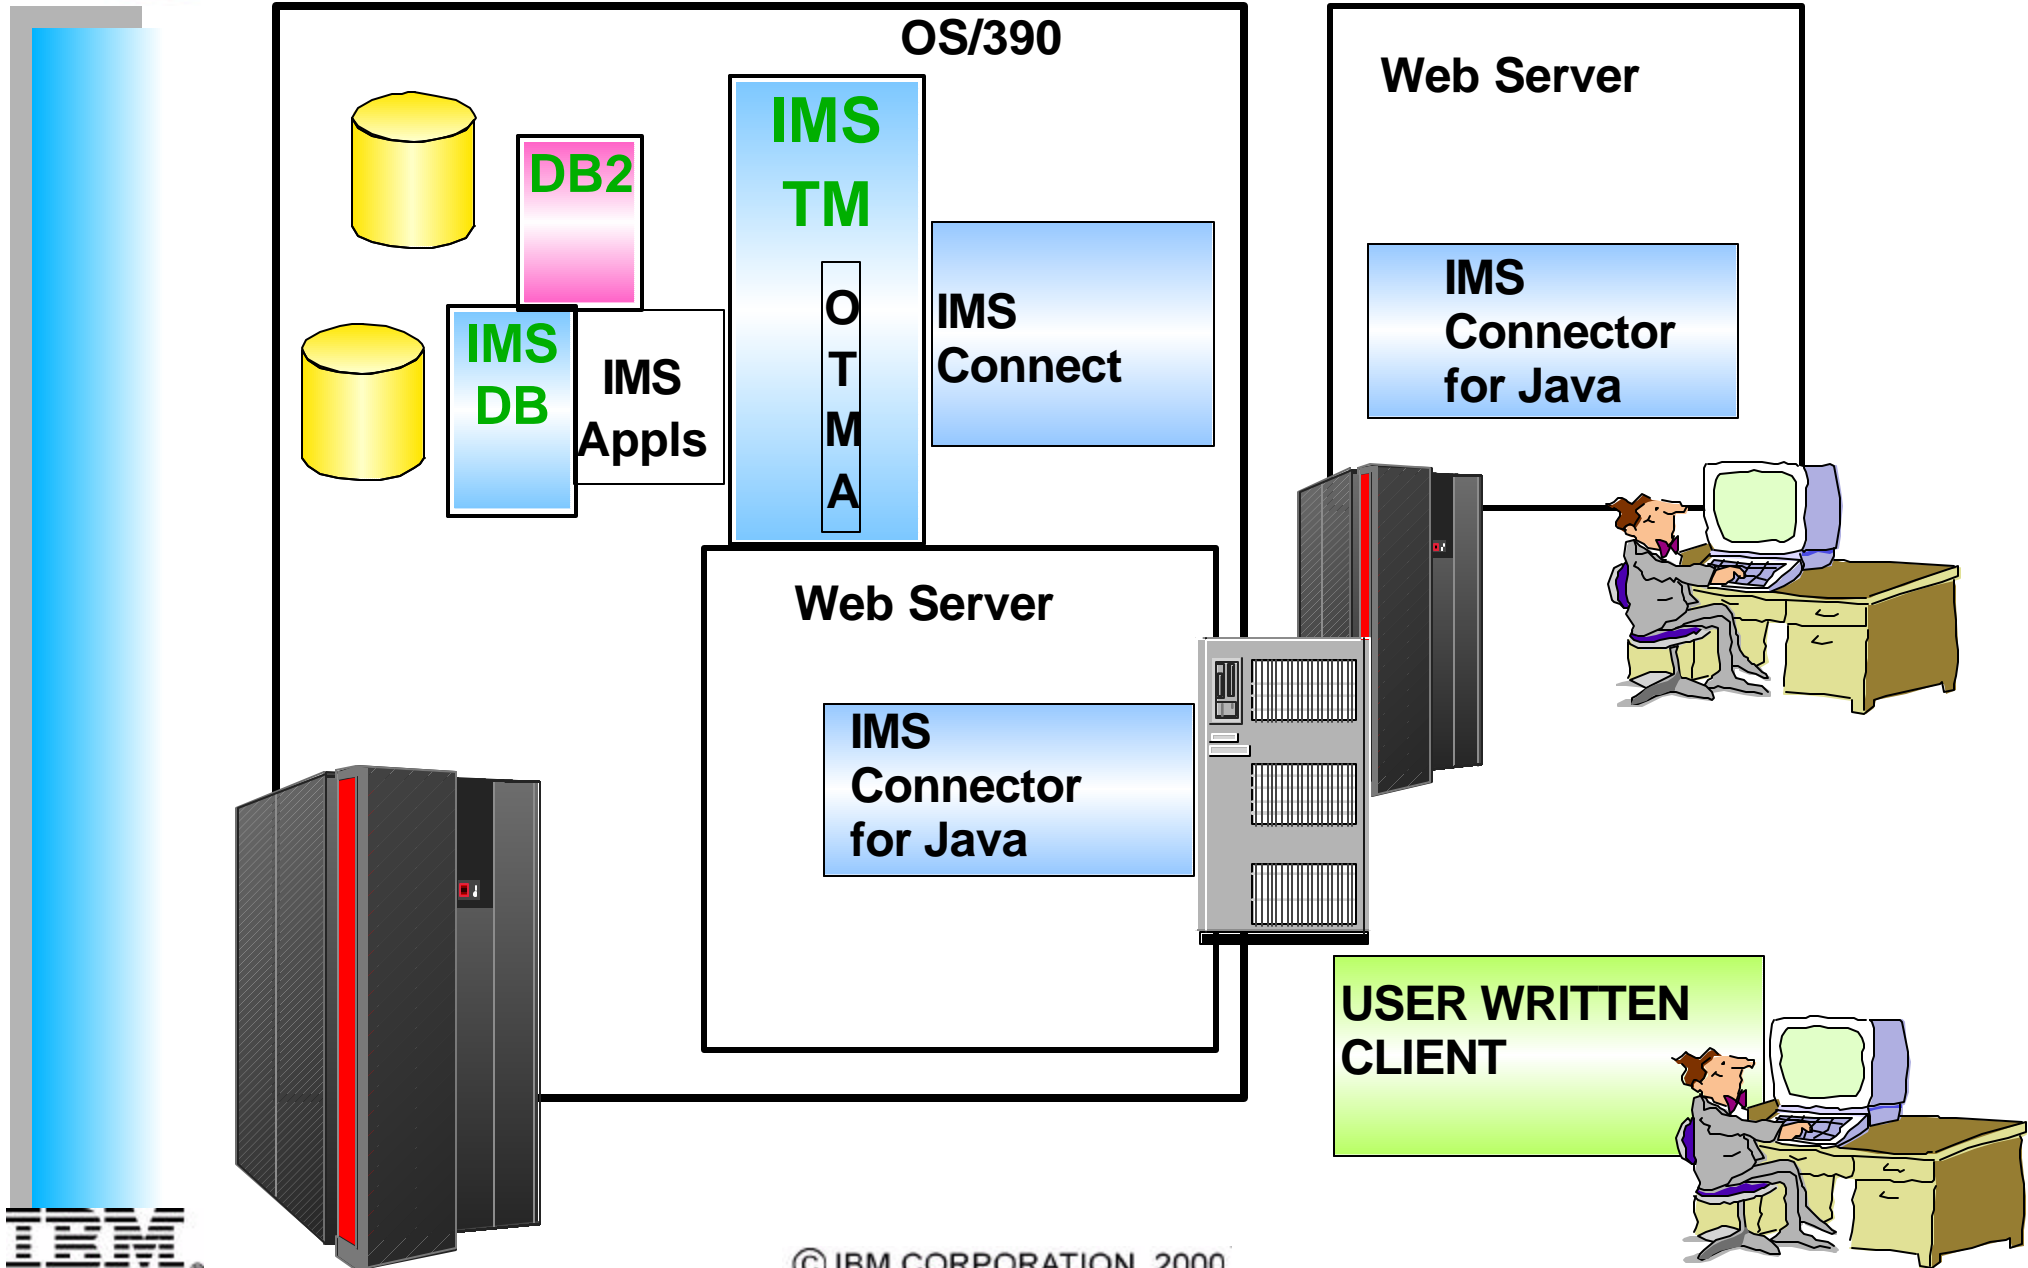 OS/390
Web Server
IMS
TM
DB2
O
T
M
A
IMS
Connect
IMS
Connector
for Java
IMS
DB
IMS
Appls
Web Server
IMS
Connector
for Java
USER WRITTEN
CLIENT
IBM
© IBM CORPORATION 2000